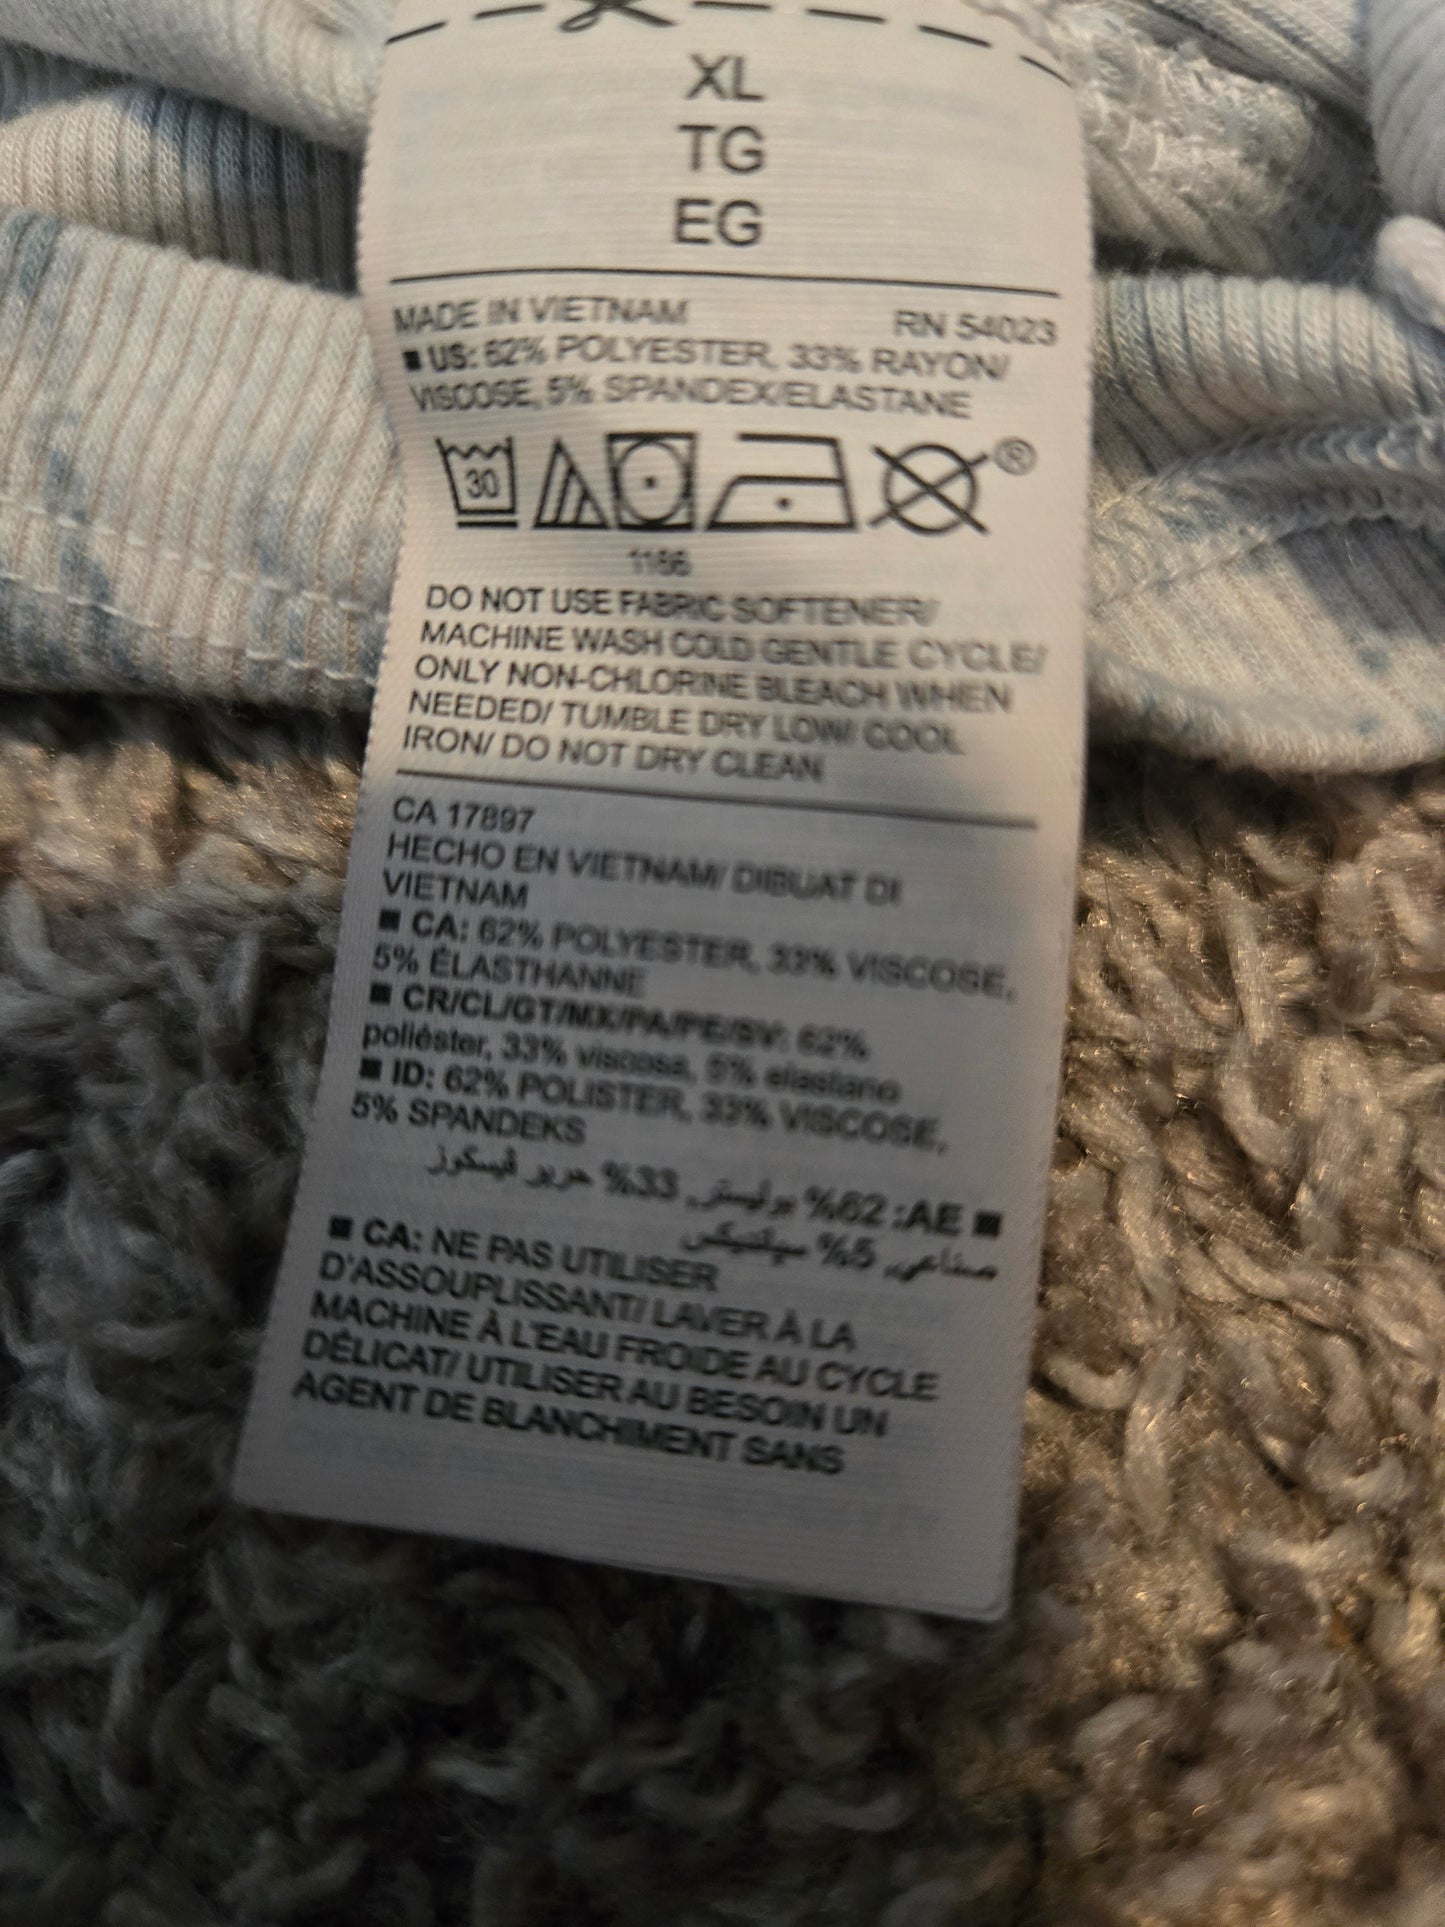 XL
TG
EG
MADE IN VIETNAM RN 54023
■ US: 62% POLYESTER, 33% RAYON/
VISCOSE, 5% SPANDEX/ELASTANE
30
®
1166
DO NOT USE FABRIC SOFTENER/
MACHINE WASH COLD GENTLE CYCLE/
ONLY NON-CHLORINE BLEACH WHEN
NEEDED/ TUMBLE DRY LOW/ COOL
IRON/ DO NOT DRY CLEAN
CA 17897
HECHO EN VIETNAM/ DIBUAT DI
VIETNAM
■ CA: 62% POLYESTER, 33% VISCOSE,
5% ÉLASTHANNE
■ CR/CL/GT/MX/PA/PE/SV: 62%
poliéster, 33% viscosa, 5% elastano
■ ID: 62% POLISTER, 33% VISCOSE,
5% SPANDEKS
■ AE: 62% بوليستر, 33% حرير فيسكوز
صناعي, 5% سباندكس
■ CA: NE PAS UTILISER
D'ASSOUPLISSANT/ LAVER À LA
MACHINE À L'EAU FROIDE AU CYCLE
DÉLICAT/ UTILISER AU BESOIN UN
AGENT DE BLANCHIMENT SANS